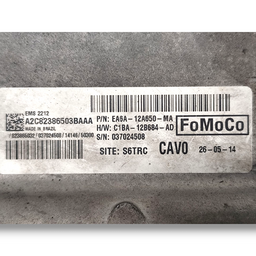 EMS 2212
A2C82386503BAAA
MADE IN BRAZIL
P/N: EA6A-12A650-MA
H/W: C1BA-12B684-AD
S/N: 037024508
FoMoCo
SITE: S6TRC
CAVO
26-05-14